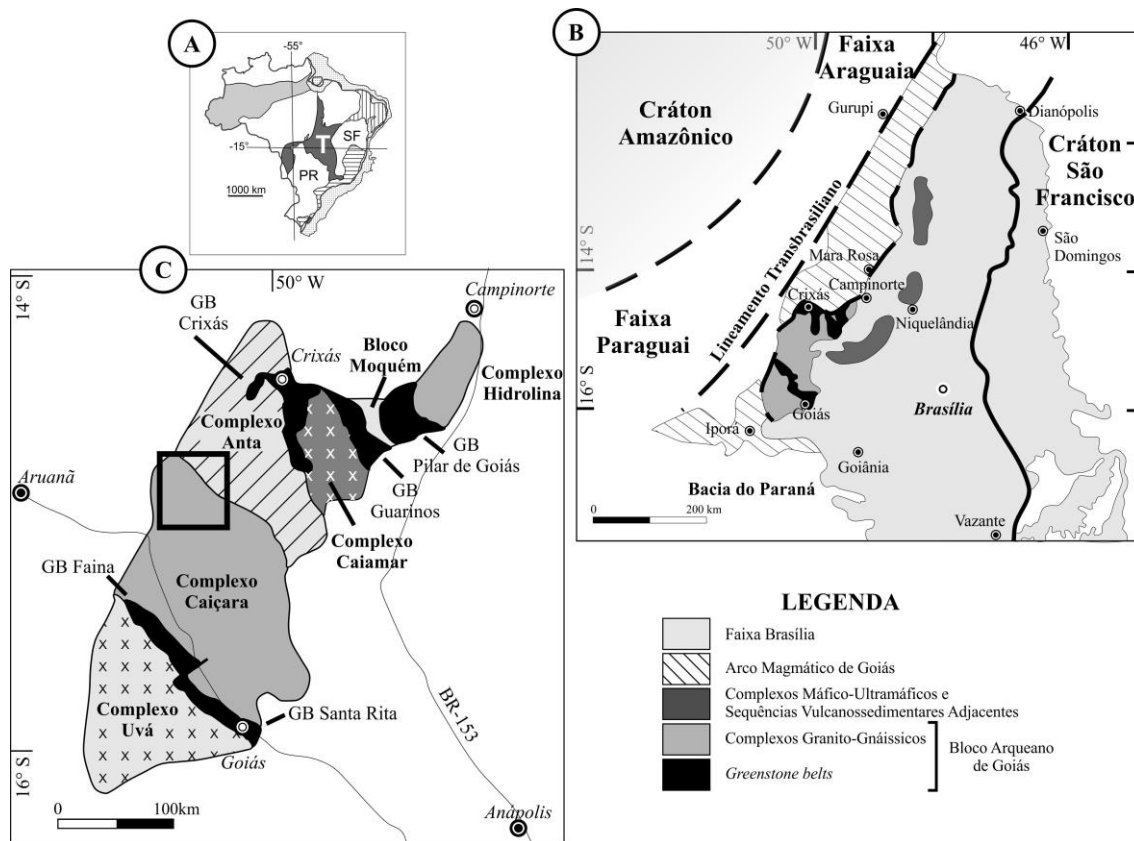 A
-55°
-15°
T
SF
PR
1000 km
B
50° W
46° W
Faixa
Araguaia
Gurupi
Dianópolis
Cráton
Amazônico
Cráton
São
Francisco
São
Domingos
14° S
Lineamento Transbrasiliano
Mara Rosa
Campinorte
Crixás
Niquelândia
Faixa
Paraguai
16° S
Goiás
Brasília
Iporá
Goiânia
Bacia do Paraná
0
200 km
Vazante
C
14° S
50° W
Campinorte
GB
Crixás
Crixás
Bloco
Moquém
Complexo
Hidrolina
Complexo
Anta
x x x
GB
Pilar de Goiás
Aruanã
GB
Guarinos
Complexo
Caiamar
GB Faina
Complexo
Caiçara
Complexo
Uvá
GB Santa Rita
BR-153
16° S
Goiás
0
100km
Anápolis
LEGENDA
Faixa Brasília
Arco Magmático de Goiás
Complexos Máfico-Ultramáficos e
Sequências Vulcanossedimentares Adjacentes
Complexos Granito-Gnáissicos
Bloco Arqueano
de Goiás
Greenstone belts